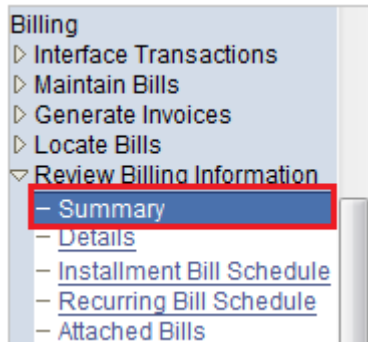 Billing
Interface Transactions
Maintain Bills
Generate Invoices
Locate Bills
Review Billing Information
– Summary
– Details
– Installment Bill Schedule
– Recurring Bill Schedule
– Attached Bills